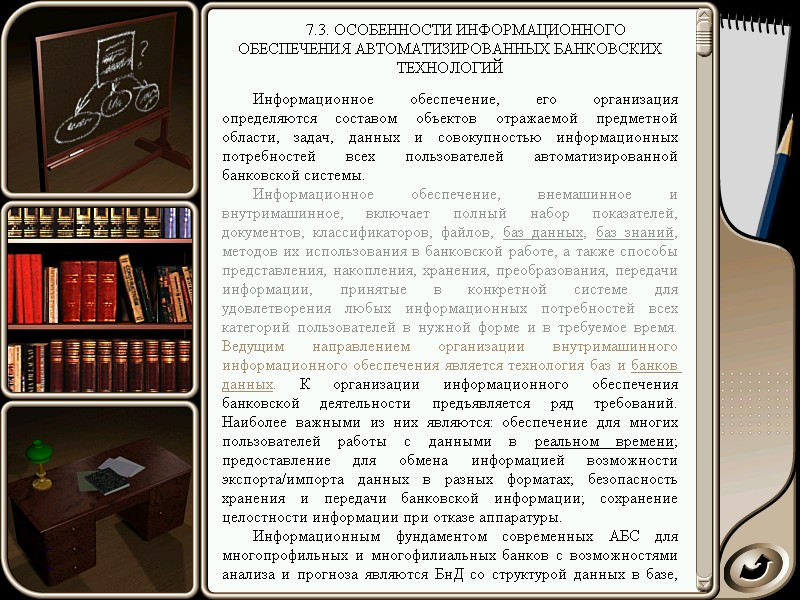 7.3. ОСОБЕННОСТИ ИНФОРМАЦИОННОГО
ОБЕСПЕЧЕНИЯ АВТОМАТИЗИРОВАННЫХ БАНКОВСКИХ
ТЕХНОЛОГИЙ
Информационное обеспечение, его организация
определяются составом объектов отражаемой предметной
области, задач, данных и совокупностью информационных
потребностей всех пользователей автоматизированной
банковской системы.
Информационное обеспечение, внемашинное и
внутримашинное, включает полный набор показателей,
документов, классификаторов, файлов, баз данных, баз знаний,
методов их использования в банковской работе, а также способы
представления, накопления, хранения, преобразования, передачи
информации, принятые в конкретной системе для
удовлетворения любых информационных потребностей всех
категорий пользователей в нужной форме и в требуемое время.
Ведущим направлением организации внутримашинного
информационного обеспечения является технология баз и банков
данных. К организации информационного обеспечения
банковской деятельности предъявляется ряд требований.
Наиболее важными из них являются: обеспечение для многих
пользователей работы с данными в реальном времени;
предоставление для обмена информацией возможности
экспорта/импорта данных в разных форматах; безопасность
хранения и передачи банковской информации; сохранение
целостности информации при отказе аппаратуры.
Информационным фундаментом современных АБС для
многопрофильных и многофилиальных банков с возможностями
анализа и прогноза являются БнД со структурой данных в базе,